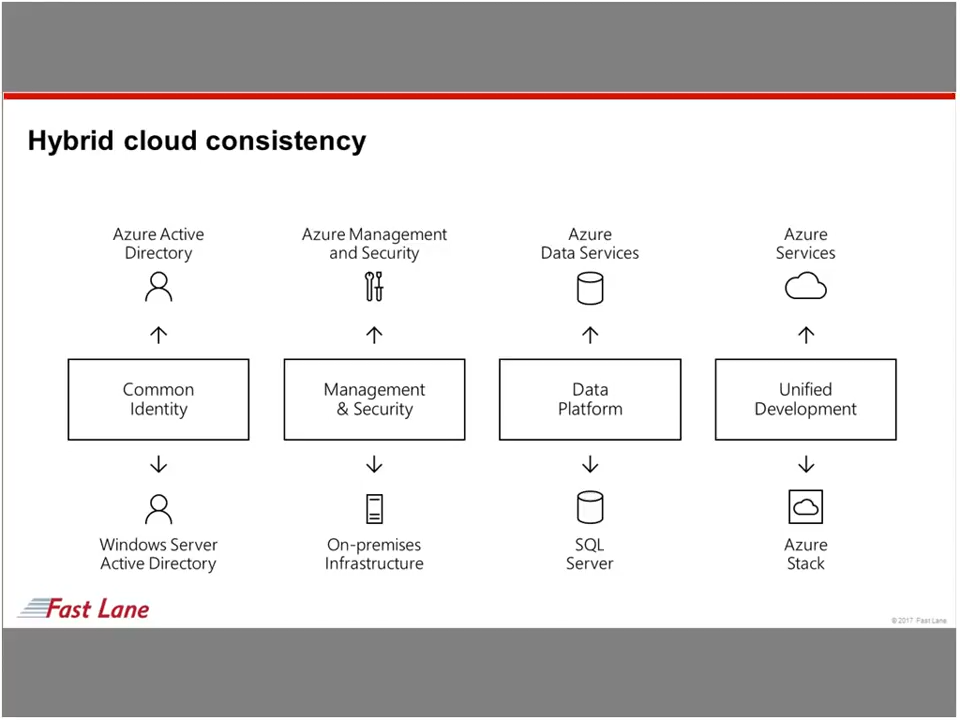 Hybrid cloud consistency
Azure Active
Directory
Azure Management
and Security
Azure
Data Services
Azure
Services
Common
Identity
Management
& Security
Data
Platform
Unified
Development
Windows Server
Active Directory
On-premises
Infrastructure
SQL
Server
Azure
Stack
Fast Lane
© 2017 Fast Lane